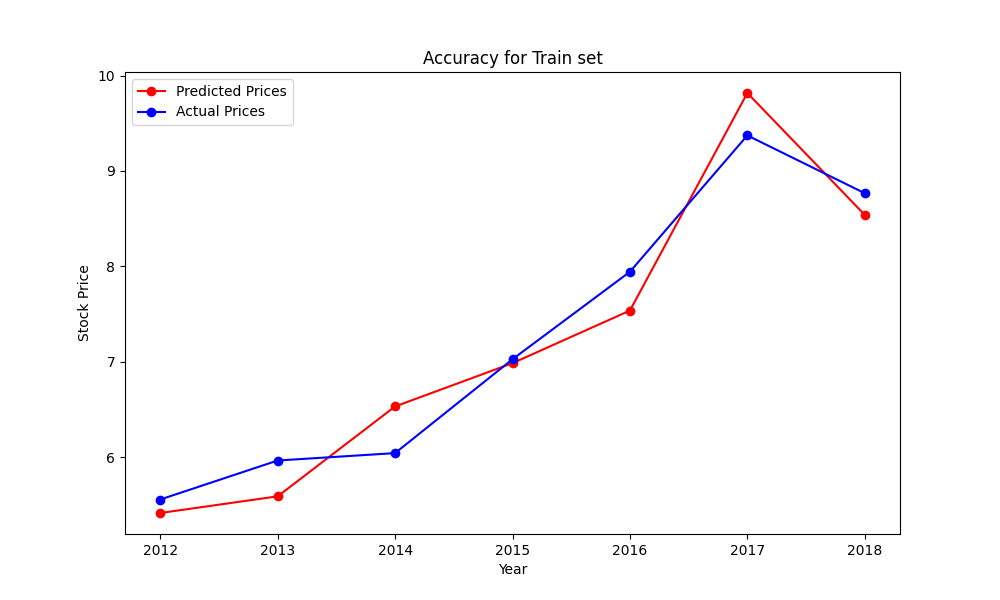 Accuracy for Train set
Predicted Prices
Actual Prices
10
9
8
7
6
Stock Price
2012 2013 2014 2015 2016 2017 2018
Year